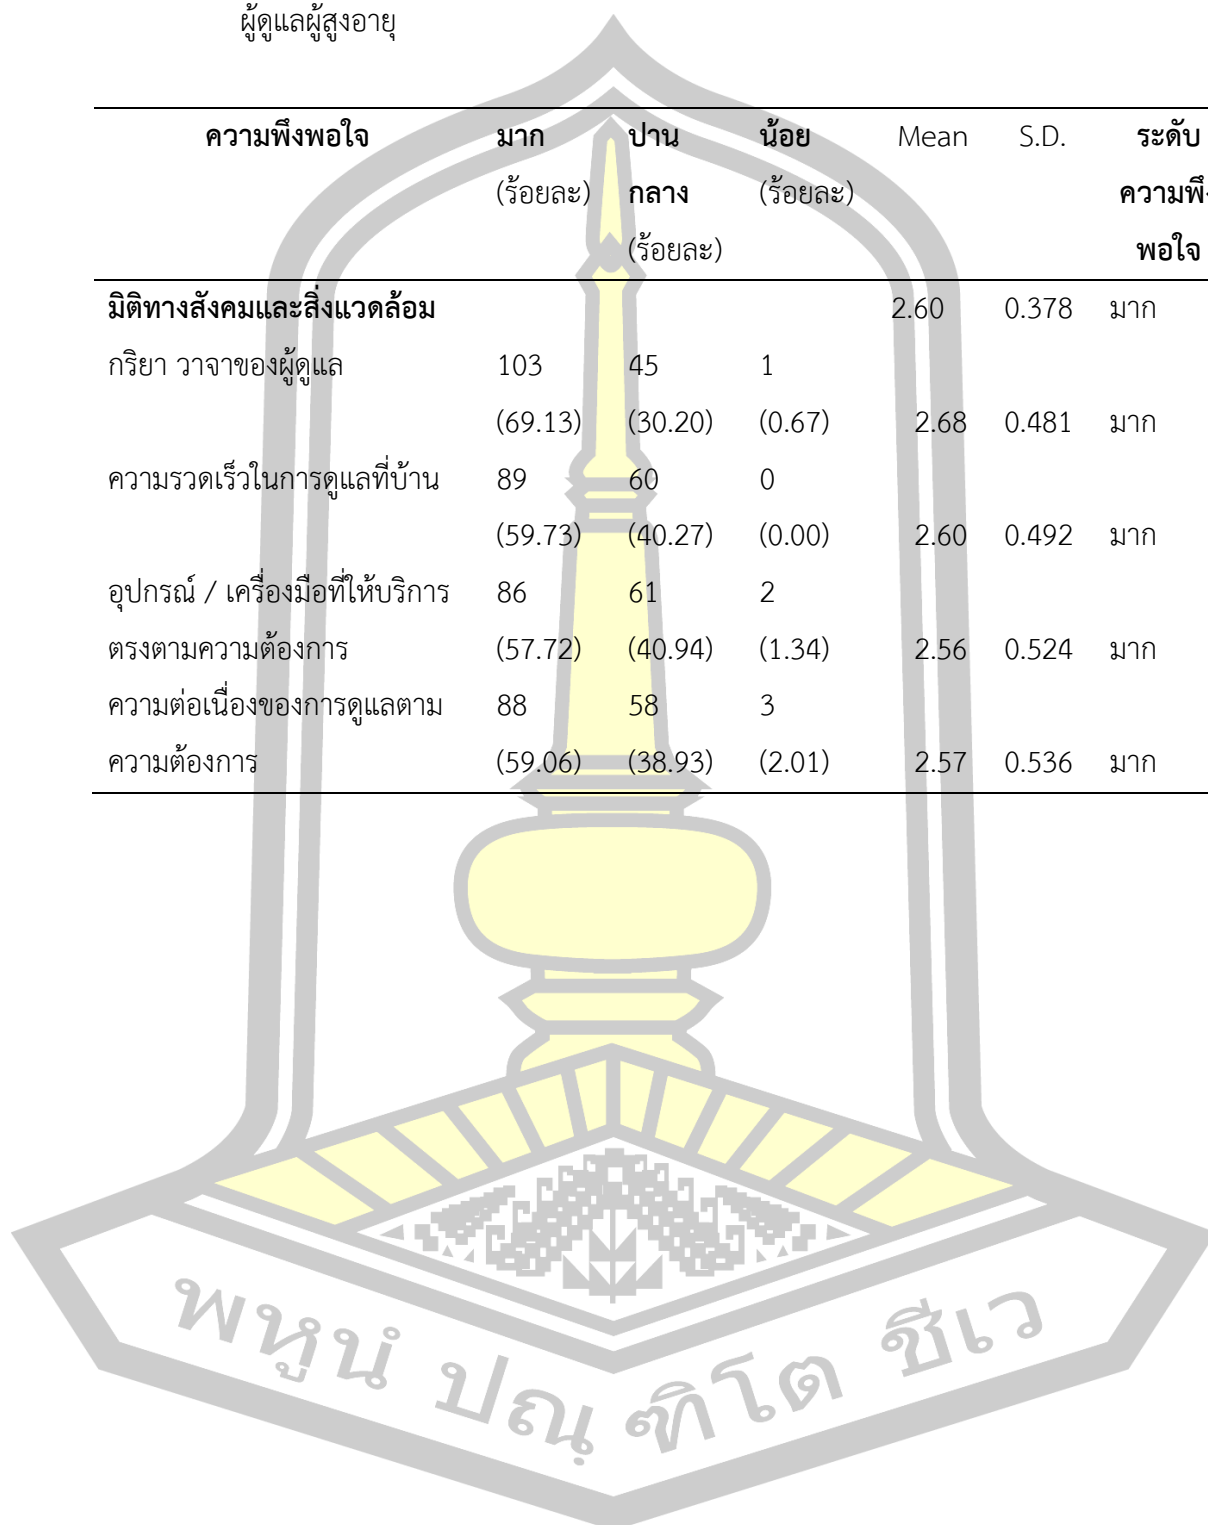 ผู้ดูแลผู้สูงอายุ
ความพึงพอใจ มาก ปาน น้อย Mean S.D. ระดับ
(ร้อยละ) กลาง (ร้อยละ)
(ร้อยละ) พอใจ
มิติทางสังคมและสิ่งแวดล้อม 2.60 0.378 มาก
กริยา วาจาของผู้ดูแล 103 45 1
(69.13) (30.20) (0.67) 2.68 0.481 มาก
ความรวดเร็วในการดูแลที่บ้าน 89 60 0
(59.73) (40.27) (0.00) 2.60 0.492 มาก
อุปกรณ์ / เครื่องมือที่ให้บริการ 86 61 2
ตรงตามความต้องการ (57.72) (40.94) (1.34) 2.56 0.524 มาก
ความต่อเนื่องของการดูแลตาม 88 58 3
ความต้องการ (59.06) (38.93) (2.01) 2.57 0.536 มาก
พหูนํ ปณฺฑิโต ชีเว